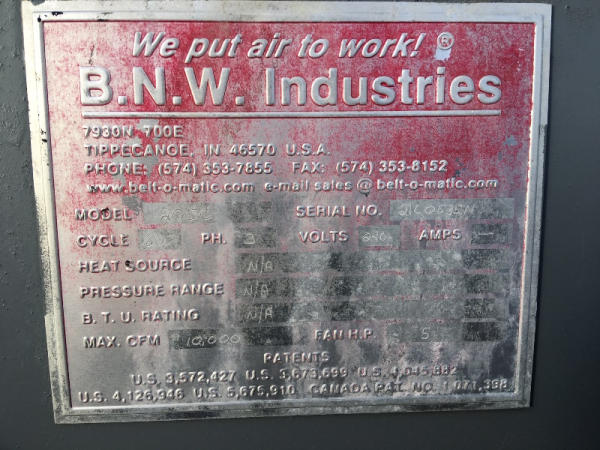 We put air to work! ®
B.N.W. Industries
7930N 700E
TIPPECANOE, IN 46570 U.S.A.
PHONE: (574) 353-7855 FAX: (574) 353-8152
www.belt-o-matic.com e-mail sales @ belt-o-matic.com
MODEL SERIAL NO.
CYCLE PH. 3 VOLTS AMPS —
HEAT SOURCE N/A
PRESSURE RANGE N/A
B. T. U. RATING N/A
MAX. CFM 10,000 FAN H.P. 5
PATENTS
U.S. 3,572,427 U.S. 3,673,699 U.S. 4,045,882
U.S. 4,126,946 U.S. 5,675,910 CANADA PAT. NO. 1,071,398